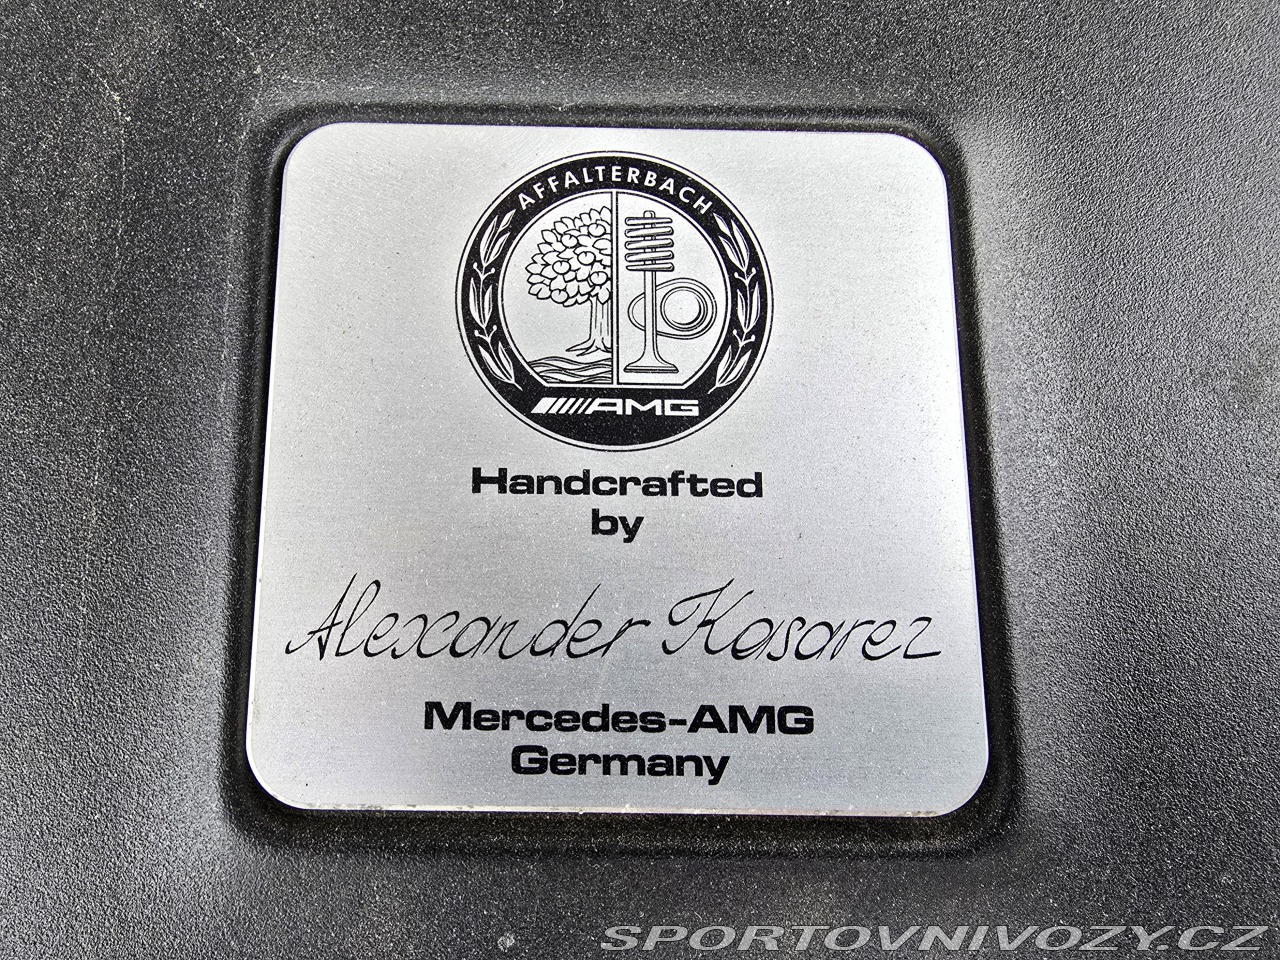 AFFALTERBACH
AMG
Handcrafted
by
Alexander Kasarez
Mercedes-AMG
Germany
SPORTOVNIVOZY.CZ